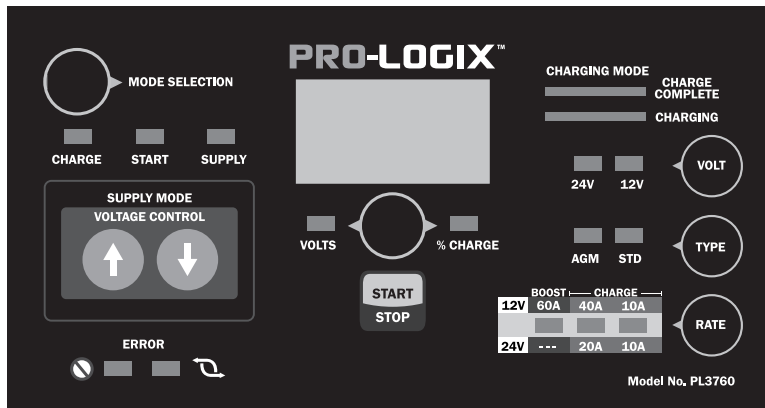 PRO-LOGIX™
MODE SELECTION
CHARGE START SUPPLY
SUPPLY MODE
VOLTAGE CONTROL
ERROR
VOLTS
% CHARGE
START
STOP
CHARGING MODE
CHARGE
COMPLETE
CHARGING
VOLT
24V 12V
TYPE
AGM STD
BOOST CHARGE
12V 60A 40A 10A
RATE
24V --- 20A 10A
Model No. PL3760